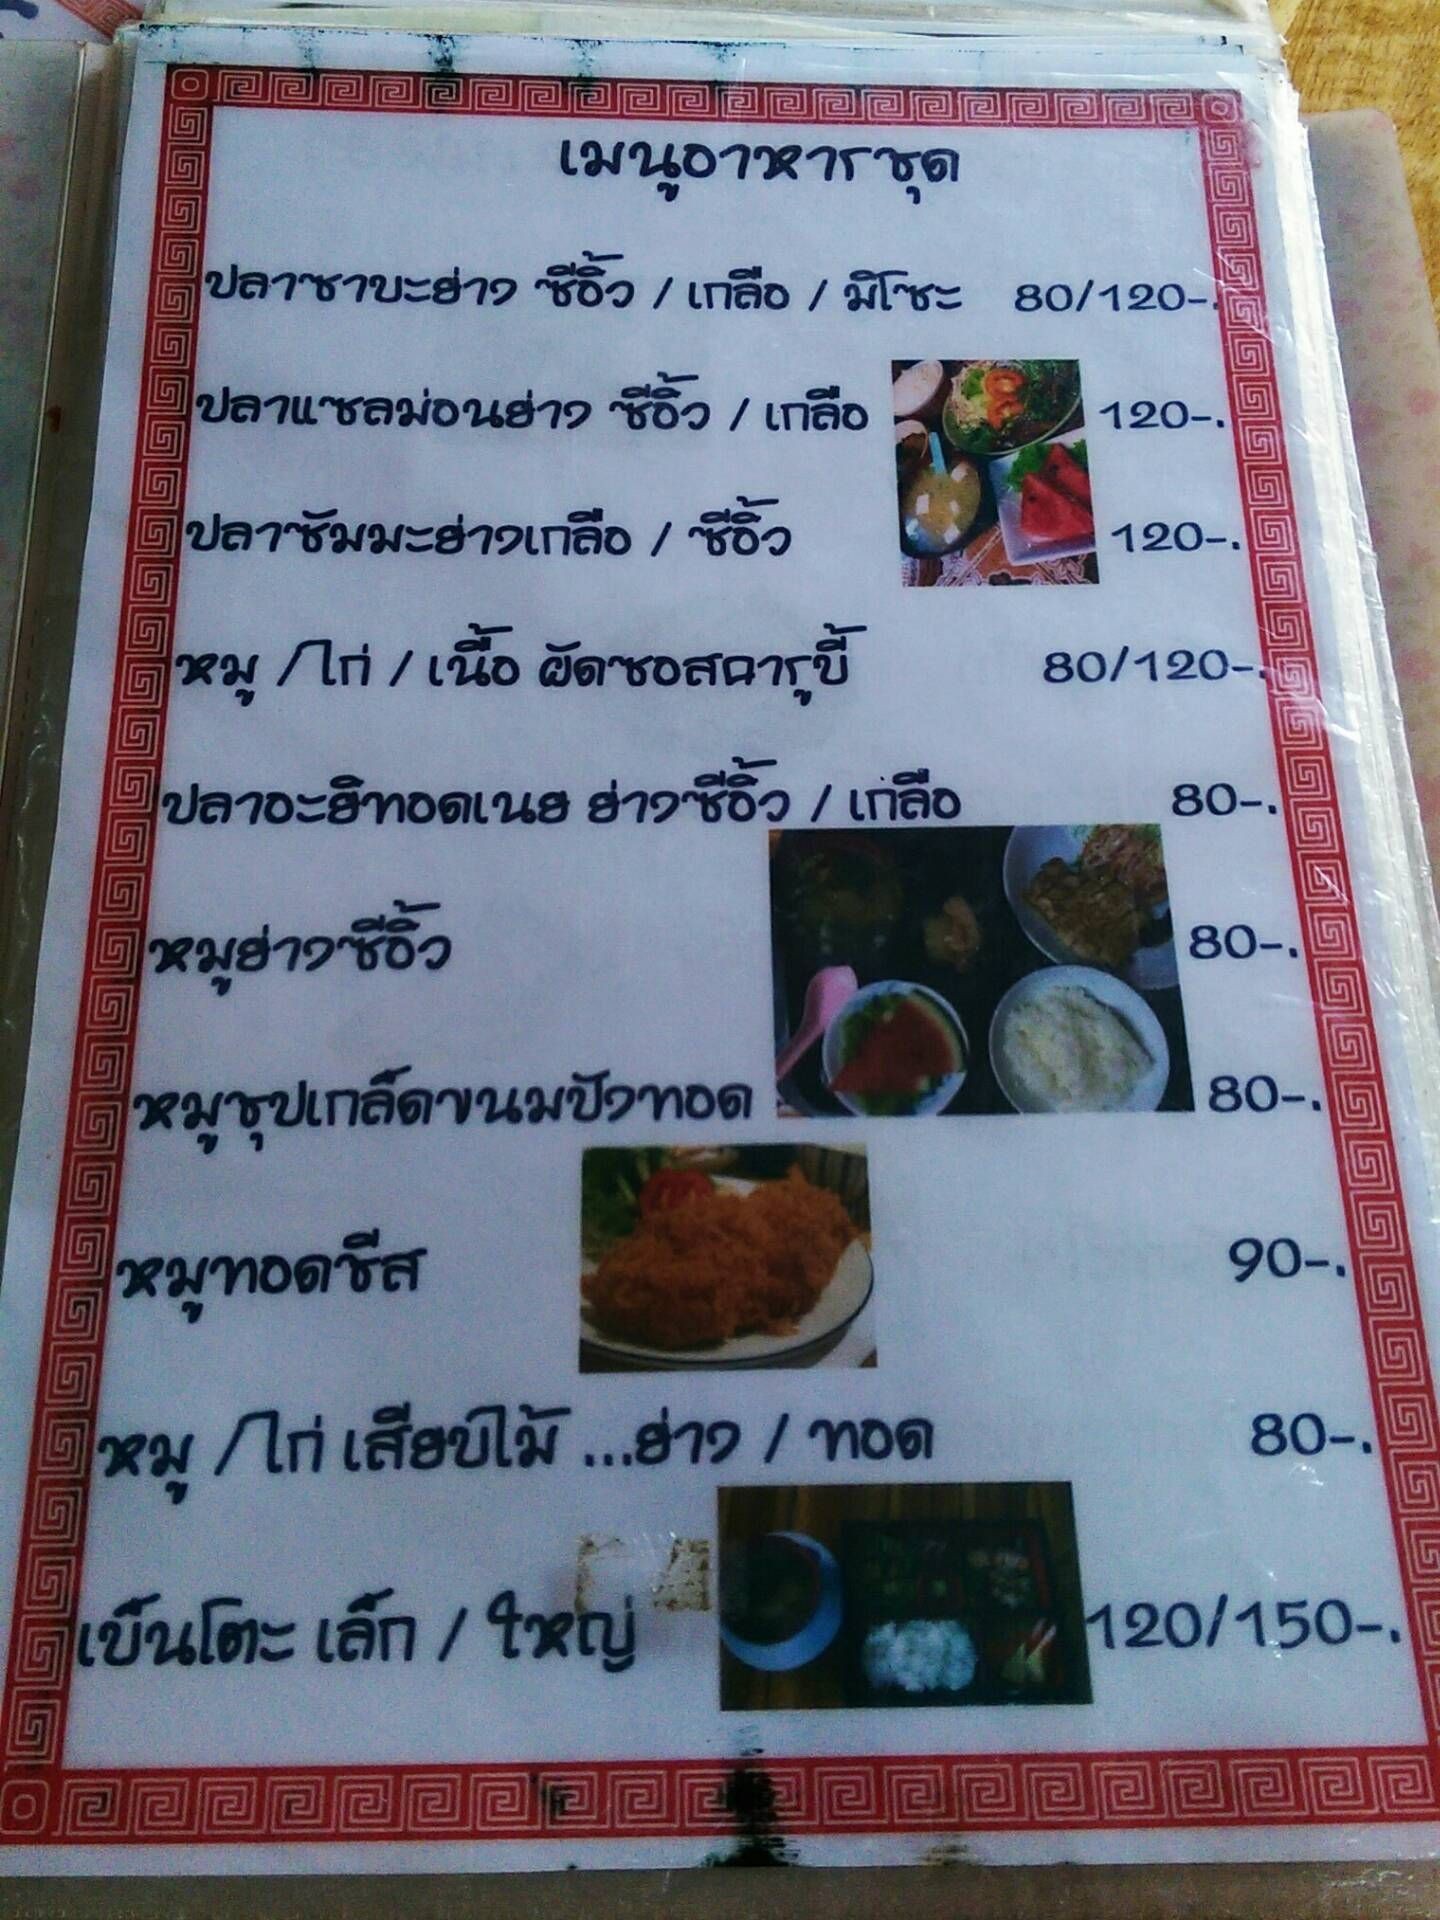 เมนูอาหารชุด
ปลาซาบะย่าง ซีอิ้ว / เกลือ / มิโซะ 80/120-.
ปลาแซลม่อนย่าง ซีอิ้ว / เกลือ 120-.
ปลาซัมมะย่างเกลือ / ซีอิ้ว 120-.
หมู /ไก่ / เนื้อ ผัดซอสคารูบี้ 80/120-.
ปลาอะยิทอดเนย ย่างซีอิ้ว / เกลือ 80-.
หมูย่างซีอิ้ว 80-.
หมูชุปเกล็ดขนมปังทอด 80-.
หมูทอดชีส 90-.
หมู /ไก่ เสียบไม้ ...ย่าง / ทอด 80-.
เบ็นโตะ เล็ก / ใหญ่ 120/150-.